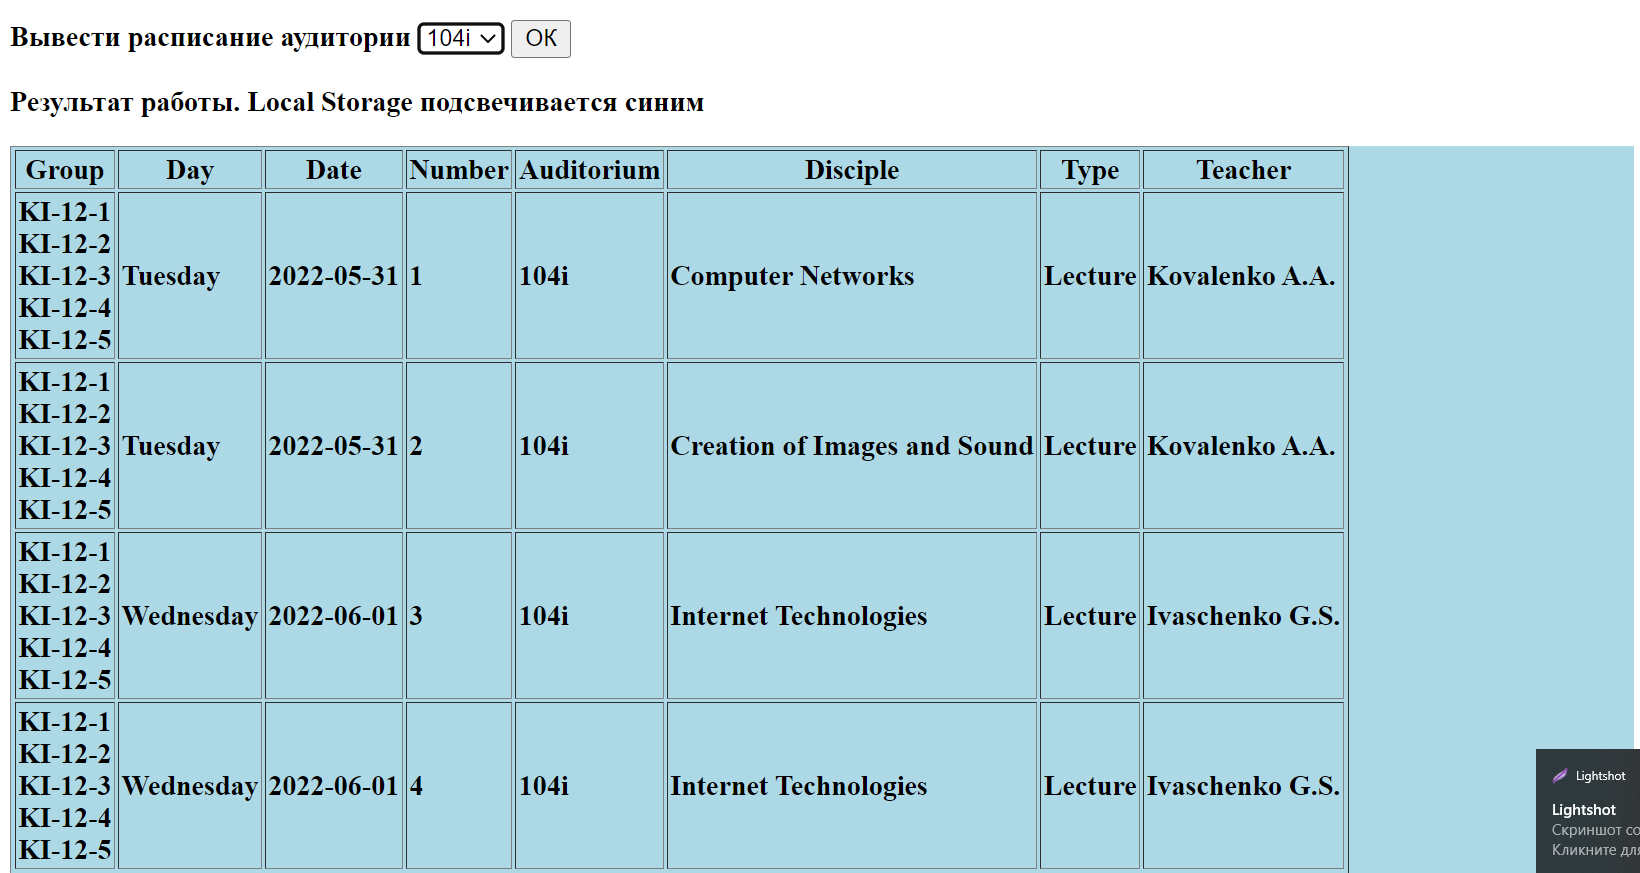 Вывести расписание аудитории 104i ОК
Результат работы. Local Storage подсвечивается синим
Group Day Date Number Auditorium Disciple Type Teacher
KI-12-1
KI-12-2
KI-12-3 Tuesday 2022-05-31 1 104i Computer Networks Lecture Kovalenko A.A.
KI-12-4
KI-12-5
KI-12-1
KI-12-2
KI-12-3 Tuesday 2022-05-31 2 104i Creation of Images and Sound Lecture Kovalenko A.A.
KI-12-4
KI-12-5
KI-12-1
KI-12-2
KI-12-3 Wednesday 2022-06-01 3 104i Internet Technologies Lecture Ivaschenko G.S.
KI-12-4
KI-12-5
KI-12-1
KI-12-2
KI-12-3 Wednesday 2022-06-01 4 104i Internet Technologies Lecture Ivaschenko G.S.
KI-12-4
KI-12-5
Lightshot
Lightshot
Скриншот со
Кликните для